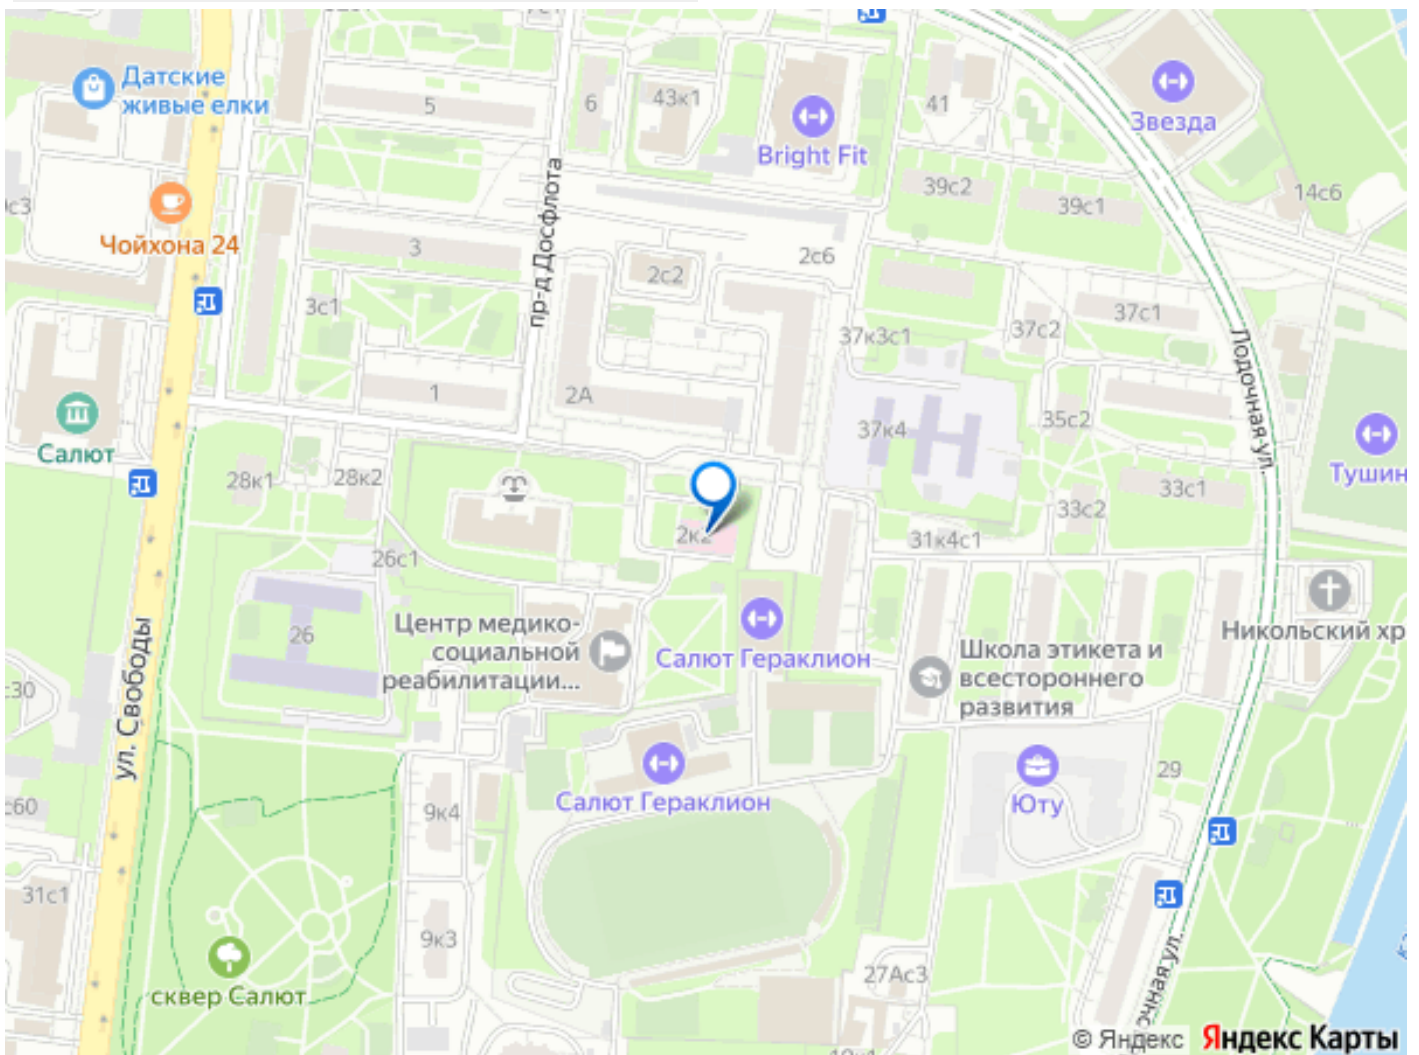 Датские
живые елки
5
6
43к1
41
Звезда
Bright Fit
39с2
39с1
14с6
Чойхона 24
3
пр-д Досфлота
2с2
2с6
3с1
37с1
37с2
37к3с1
1
2А
Лодочная ул.
35с2
37к4
Салют
Тушин
28к1
28к2
33с1
33с2
2к2
31к4с1
26с1
26
Центр медико-
социальной
реабилитации...
Салют Гераклион
Школа этикета и
всестороннего
развития
Никольский хр
ул. Свободы
Салют Гераклион
Юту
29
9к4
31с1
9к3
27Ас3
сквер Салют
© Яндекс Яндекс Карты